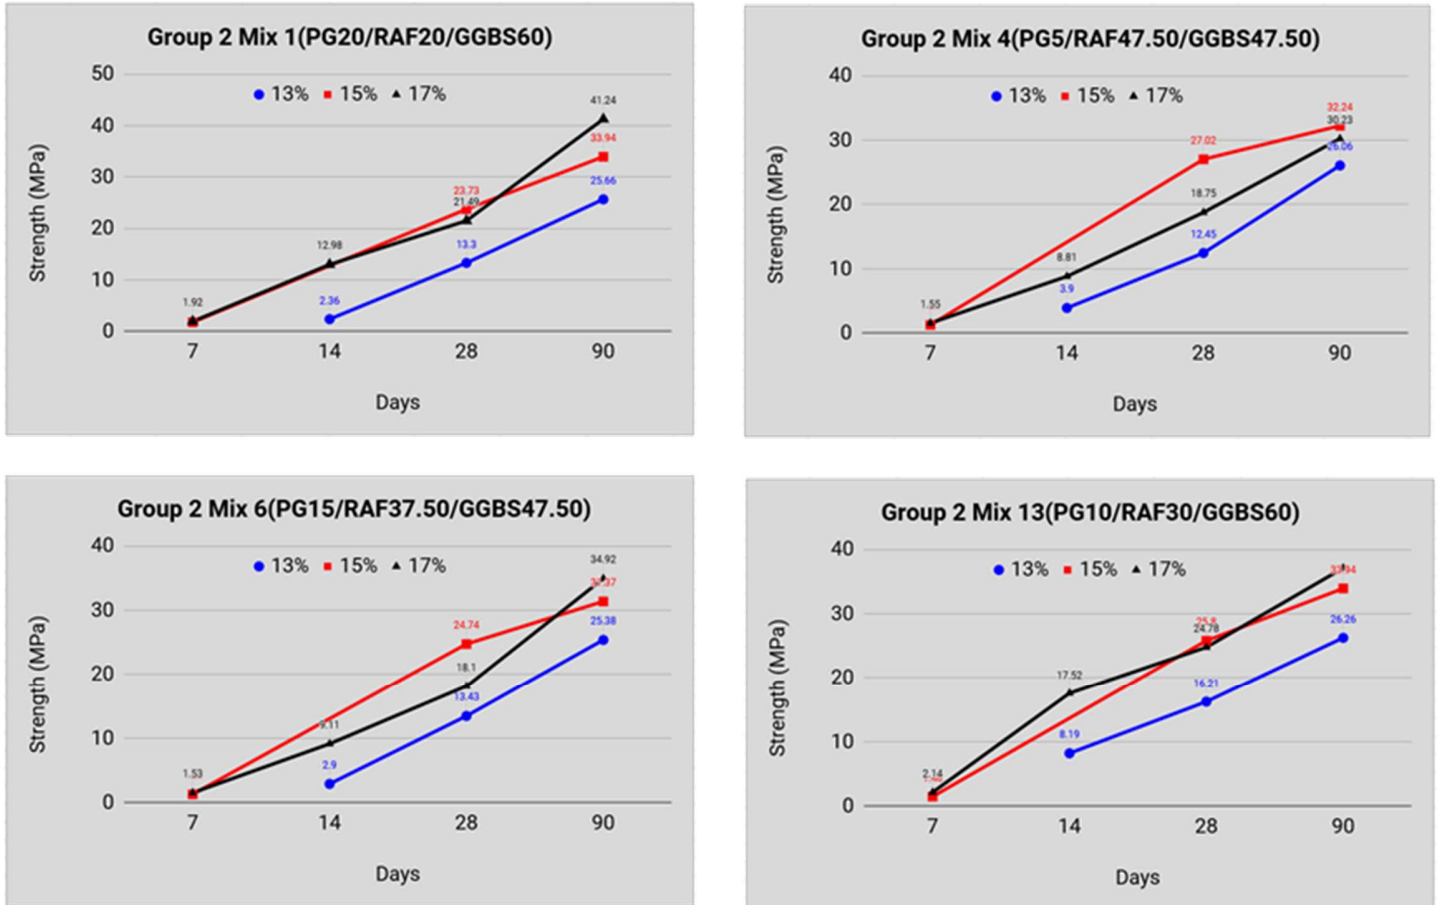 Group 2 Mix 1(PG20/RAF20/GGBS60)
50
13% 15% 17%
41.24
40
33.94
30
25.66
23.73
21.49
20
13.3
12.98
10
2.36
1.92
0
7 14 28 90
Strength (MPa)
Days
Group 2 Mix 4(PG5/RAF47.50/GGBS47.50)
40
13% 15% 17%
32.24
30.23
30
27.02
26.06
20
18.75
12.45
10
8.81
3.9
1.55
0
7 14 28 90
Strength (MPa)
Days
Group 2 Mix 6(PG15/RAF37.50/GGBS47.50)
40
13% 15% 17%
34.92
30
25.38
24.74
20
18.1
13.43
10
9.11
2.9
1.53
0
7 14 28 90
Strength (MPa)
Days
Group 2 Mix 13(PG10/RAF30/GGBS60)
40
13% 15% 17%
33.94
30
26.26
25.8
24.78
20
17.52
16.21
10
8.19
2.14
0
7 14 28 90
Strength (MPa)
Days